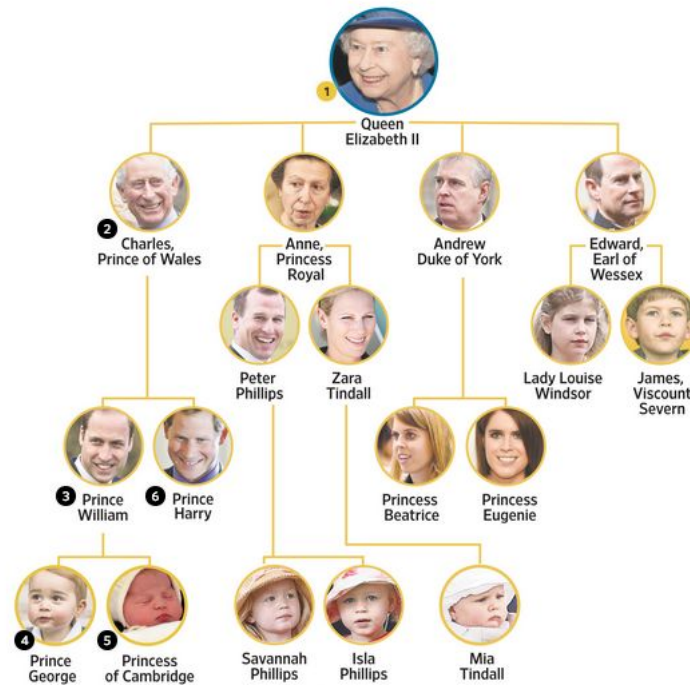 1
Queen
Elizabeth II
2
Charles,
Prince of Wales
Anne,
Princess
Royal
Andrew
Duke of York
Edward,
Earl of
Wessex
Peter
Phillips
Zara
Tindall
Lady Louise
Windsor
James,
Viscount
Severn
3
Prince
William
6
Prince
Harry
Princess
Beatrice
Princess
Eugenie
4
Prince
George
5
Princess
of Cambridge
Savannah
Phillips
Isla
Phillips
Mia
Tindall